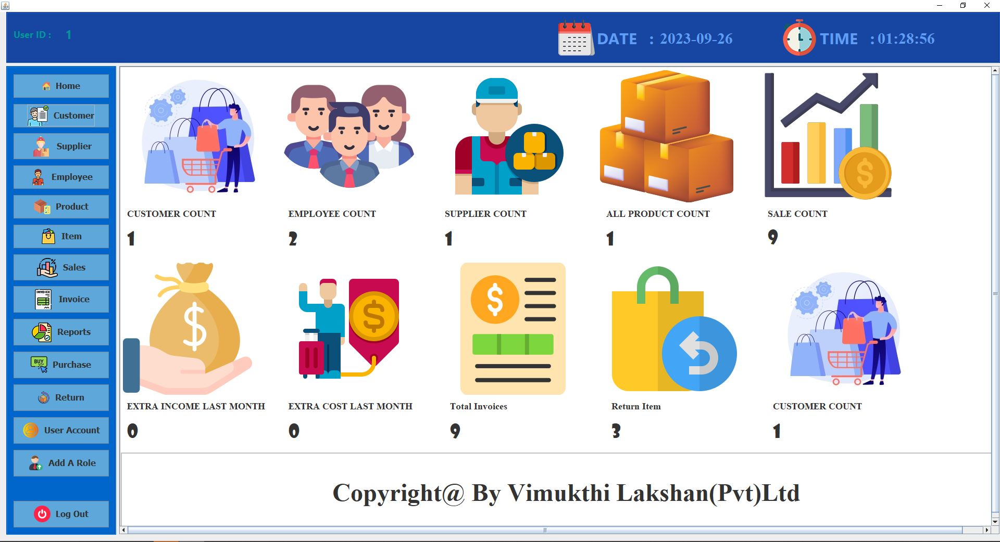 User ID : 1
DATE : 2023-09-26
TIME : 01:28:56
Home
Customer
Supplier
Employee
Product
Item
Sales
INVOICE Invoice
Reports
BUY Purchase
Return
User Account
Add A Role
Log Out
CUSTOMER COUNT
1
EMPLOYEE COUNT
2
SUPPLIER COUNT
1
ALL PRODUCT COUNT
1
SALE COUNT
9
EXTRA INCOME LAST MONTH
0
EXTRA COST LAST MONTH
0
Total Invoices
9
Return Item
3
CUSTOMER COUNT
1
Copyright@ By Vimukthi Lakshan(Pvt)Ltd